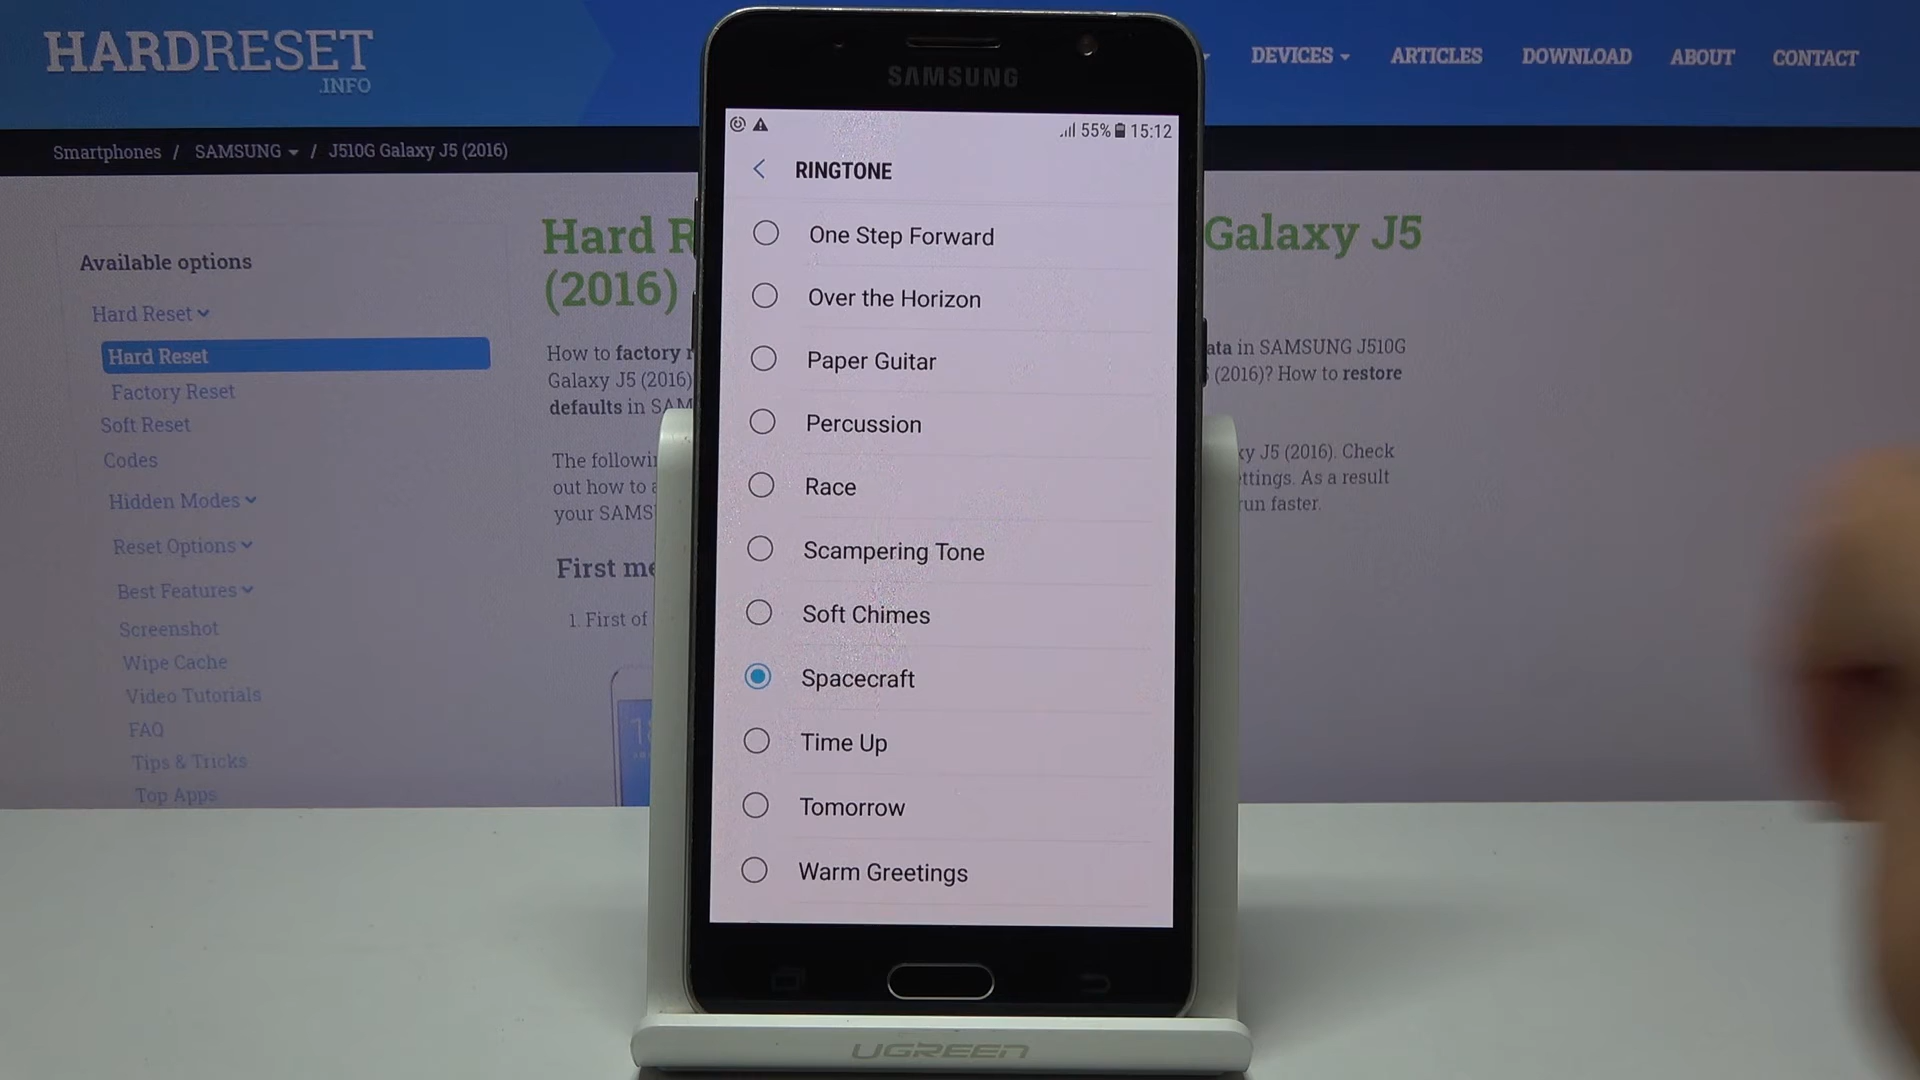 HARDRESET
.INFO
DEVICES
ARTICLES
DOWNLOAD
ABOUT
CONTACT
Smartphones / SAMSUNG / J510G Galaxy J5 (2016)
Available options
Hard Reset
Hard Reset
Factory Reset
Soft Reset
Codes
Hidden Modes
Reset Options
Best Features
Screenshot
Wipe Cache
Video Tutorials
FAQ
Tips & Tricks
Top Apps
Hard R
Galaxy J5
(2016)
How to factory r
in SAMSUNG J510G
Galaxy J5 (2016)
(2016)? How to restore
defaults in SAM
The followi
J5 (2016). Check
out how to
As a result
your SAMS
run faster.
First me
1. First of
SAMSUNG
55% 15:12
RINGTONE
One Step Forward
Over the Horizon
Paper Guitar
Percussion
Race
Scampering Tone
Soft Chimes
Spacecraft
Time Up
Tomorrow
Warm Greetings
UGREEN